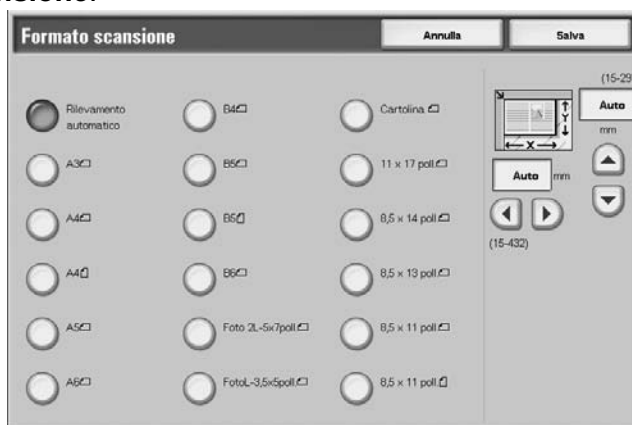 Formato scansione
Annulla
Salva
Rilevamento
automatico
A3
A4
A4
A5
A6
B4
B5
B5
B6
Foto 2L-5x7poll.
FotoL-3,5x5poll.
Cartolina
11 x 17 poll.
8,5 x 14 poll.
8,5 x 13 poll.
8,5 x 11 poll.
8,5 x 11 poll.
Y
X
Auto
mm
(15-432)
(15-29
Auto
mm